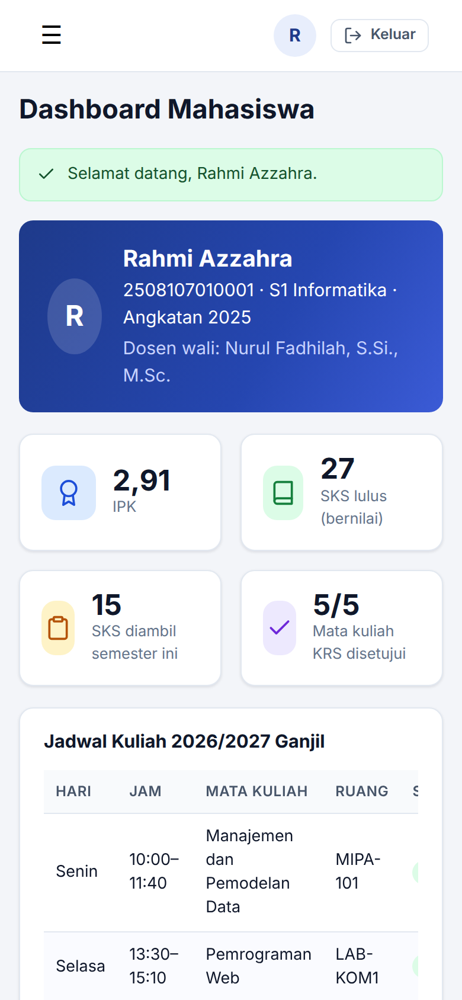 ☰
R
Keluar
Dashboard Mahasiswa
Selamat datang, Rahmi Azzahra.
R
Rahmi Azzahra
2508107010001 · S1 Informatika ·
Angkatan 2025
Dosen wali: Nurul Fadhilah, S.Si.,
M.Sc.
2,91
IPK
27
SKS lulus
(bernilai)
15
SKS diambil
semester ini
5/5
Mata kuliah
KRS disetujui
Jadwal Kuliah 2026/2027 Ganjil
HARI JAM MATA KULIAH RUANG
Senin
10:00–
11:40
Manajemen
dan
Pemodelan
Data
MIPA-
101
Selasa
13:30–
15:10
Pemrograman
Web
LAB-
KOM1